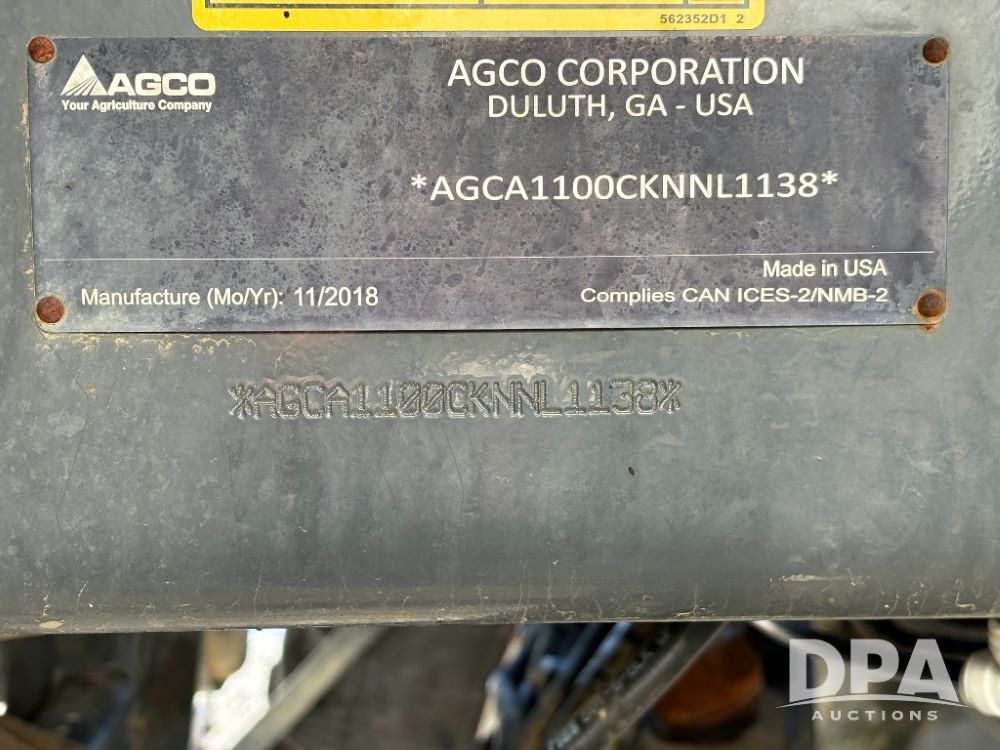 562352D1 2
AGCO
Your Agriculture Company
AGCO CORPORATION
DULUTH, GA - USA
*AGCA1100CKNNL1138*
Made in USA
Manufacture (Mo/Yr): 11/2018
Complies CAN ICES-2/NMB-2
*AGCA1100CKNNL1138*
DPA
AUCTIONS